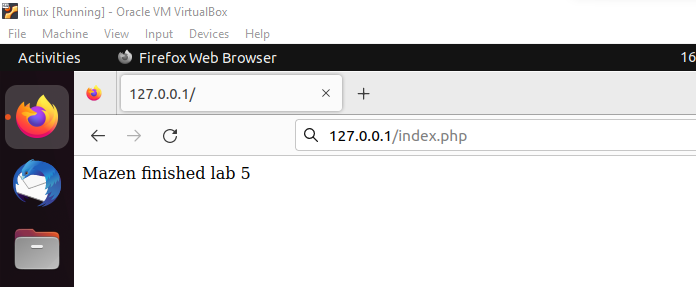 linux [Running] - Oracle VM VirtualBox
File Machine View Input Devices Help
Activities Firefox Web Browser 16
127.0.0.1/
127.0.0.1/index.php
Mazen finished lab 5